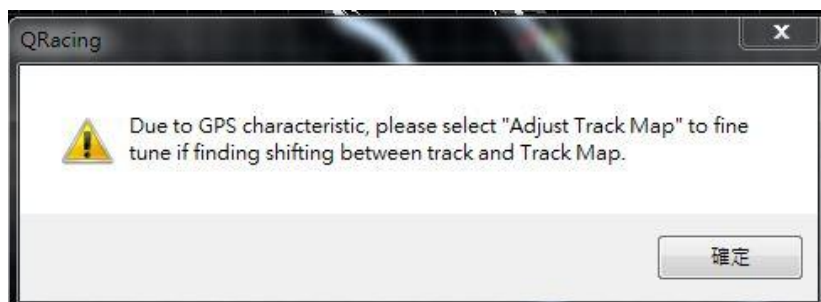 QRacing
Due to GPS characteristic, please select "Adjust Track Map" to fine
tune if finding shifting between track and Track Map.
確定